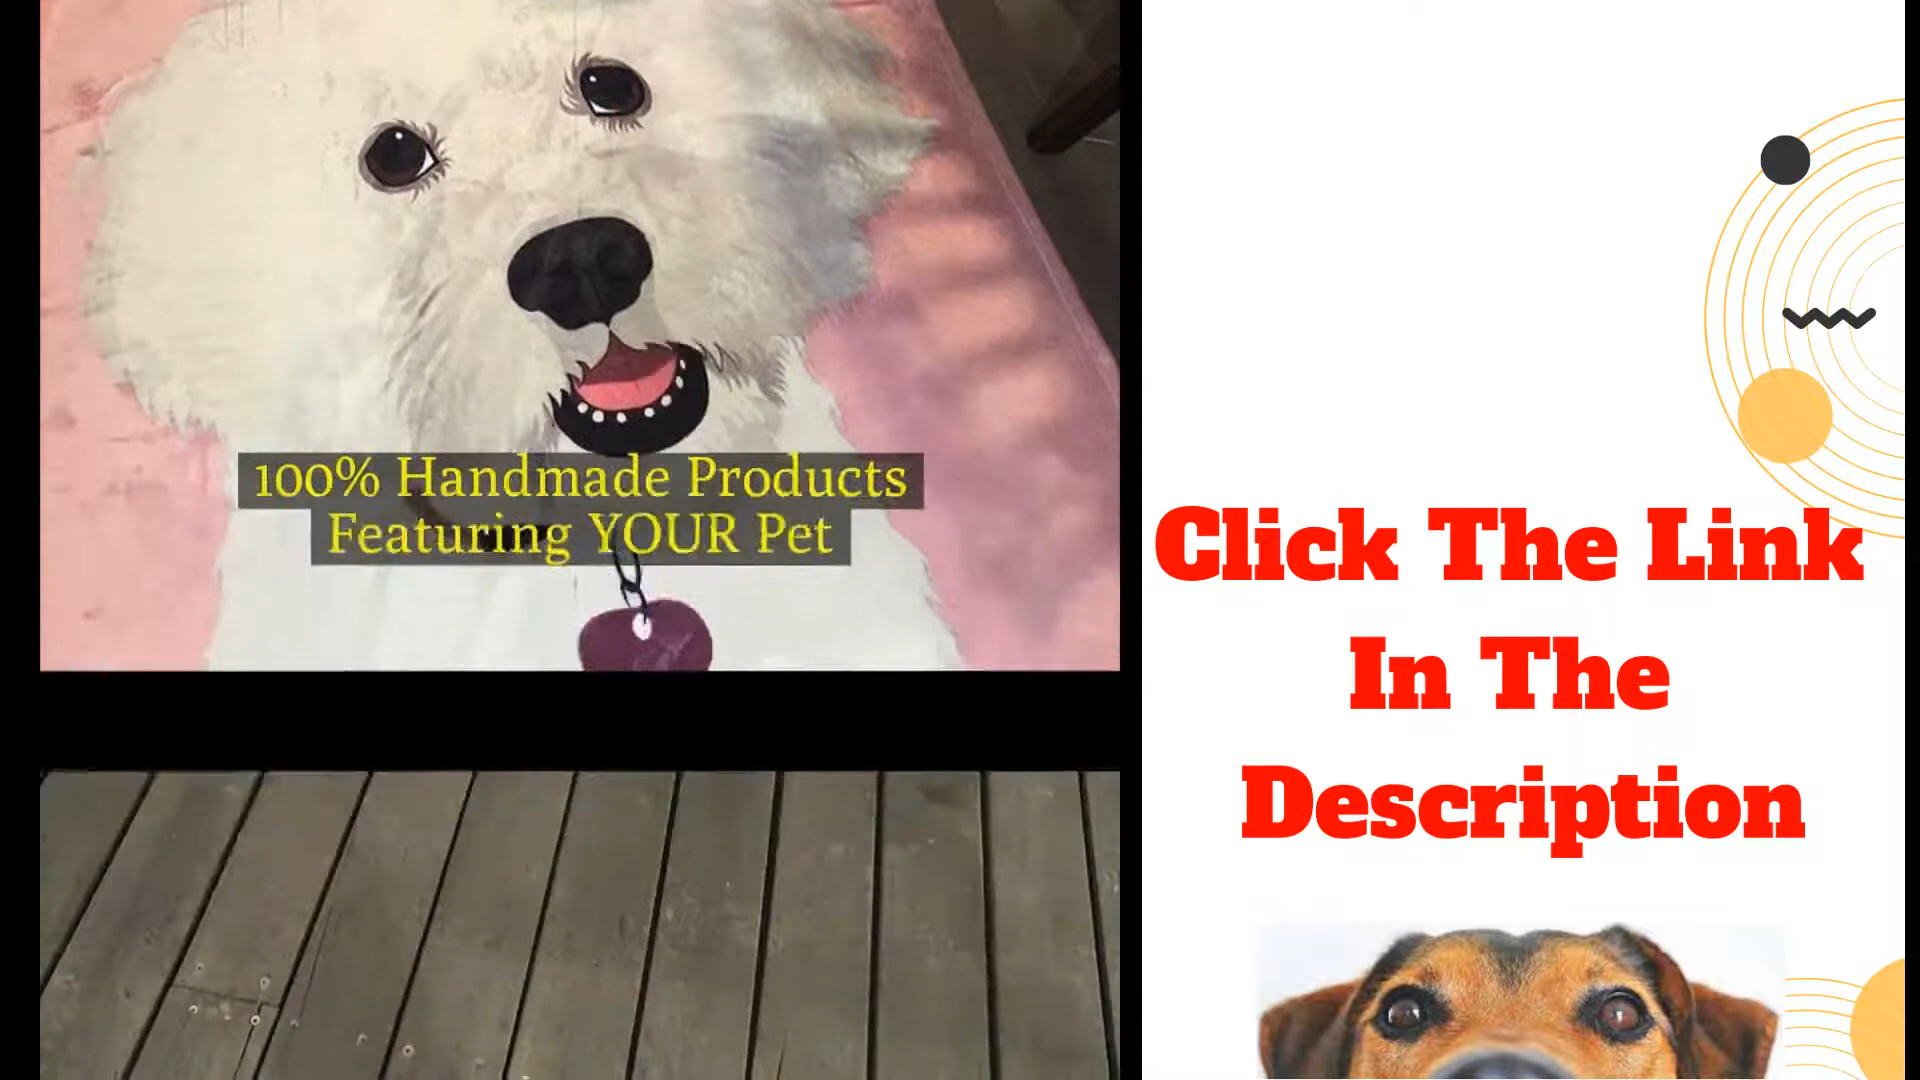 100% Handmade Products
Featuring YOUR Pet
Click The Link
In The
Description